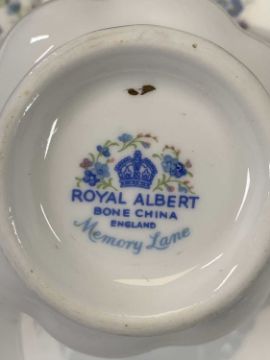 ROYAL ALBERT
BONE CHINA
ENGLAND
Memory Lane